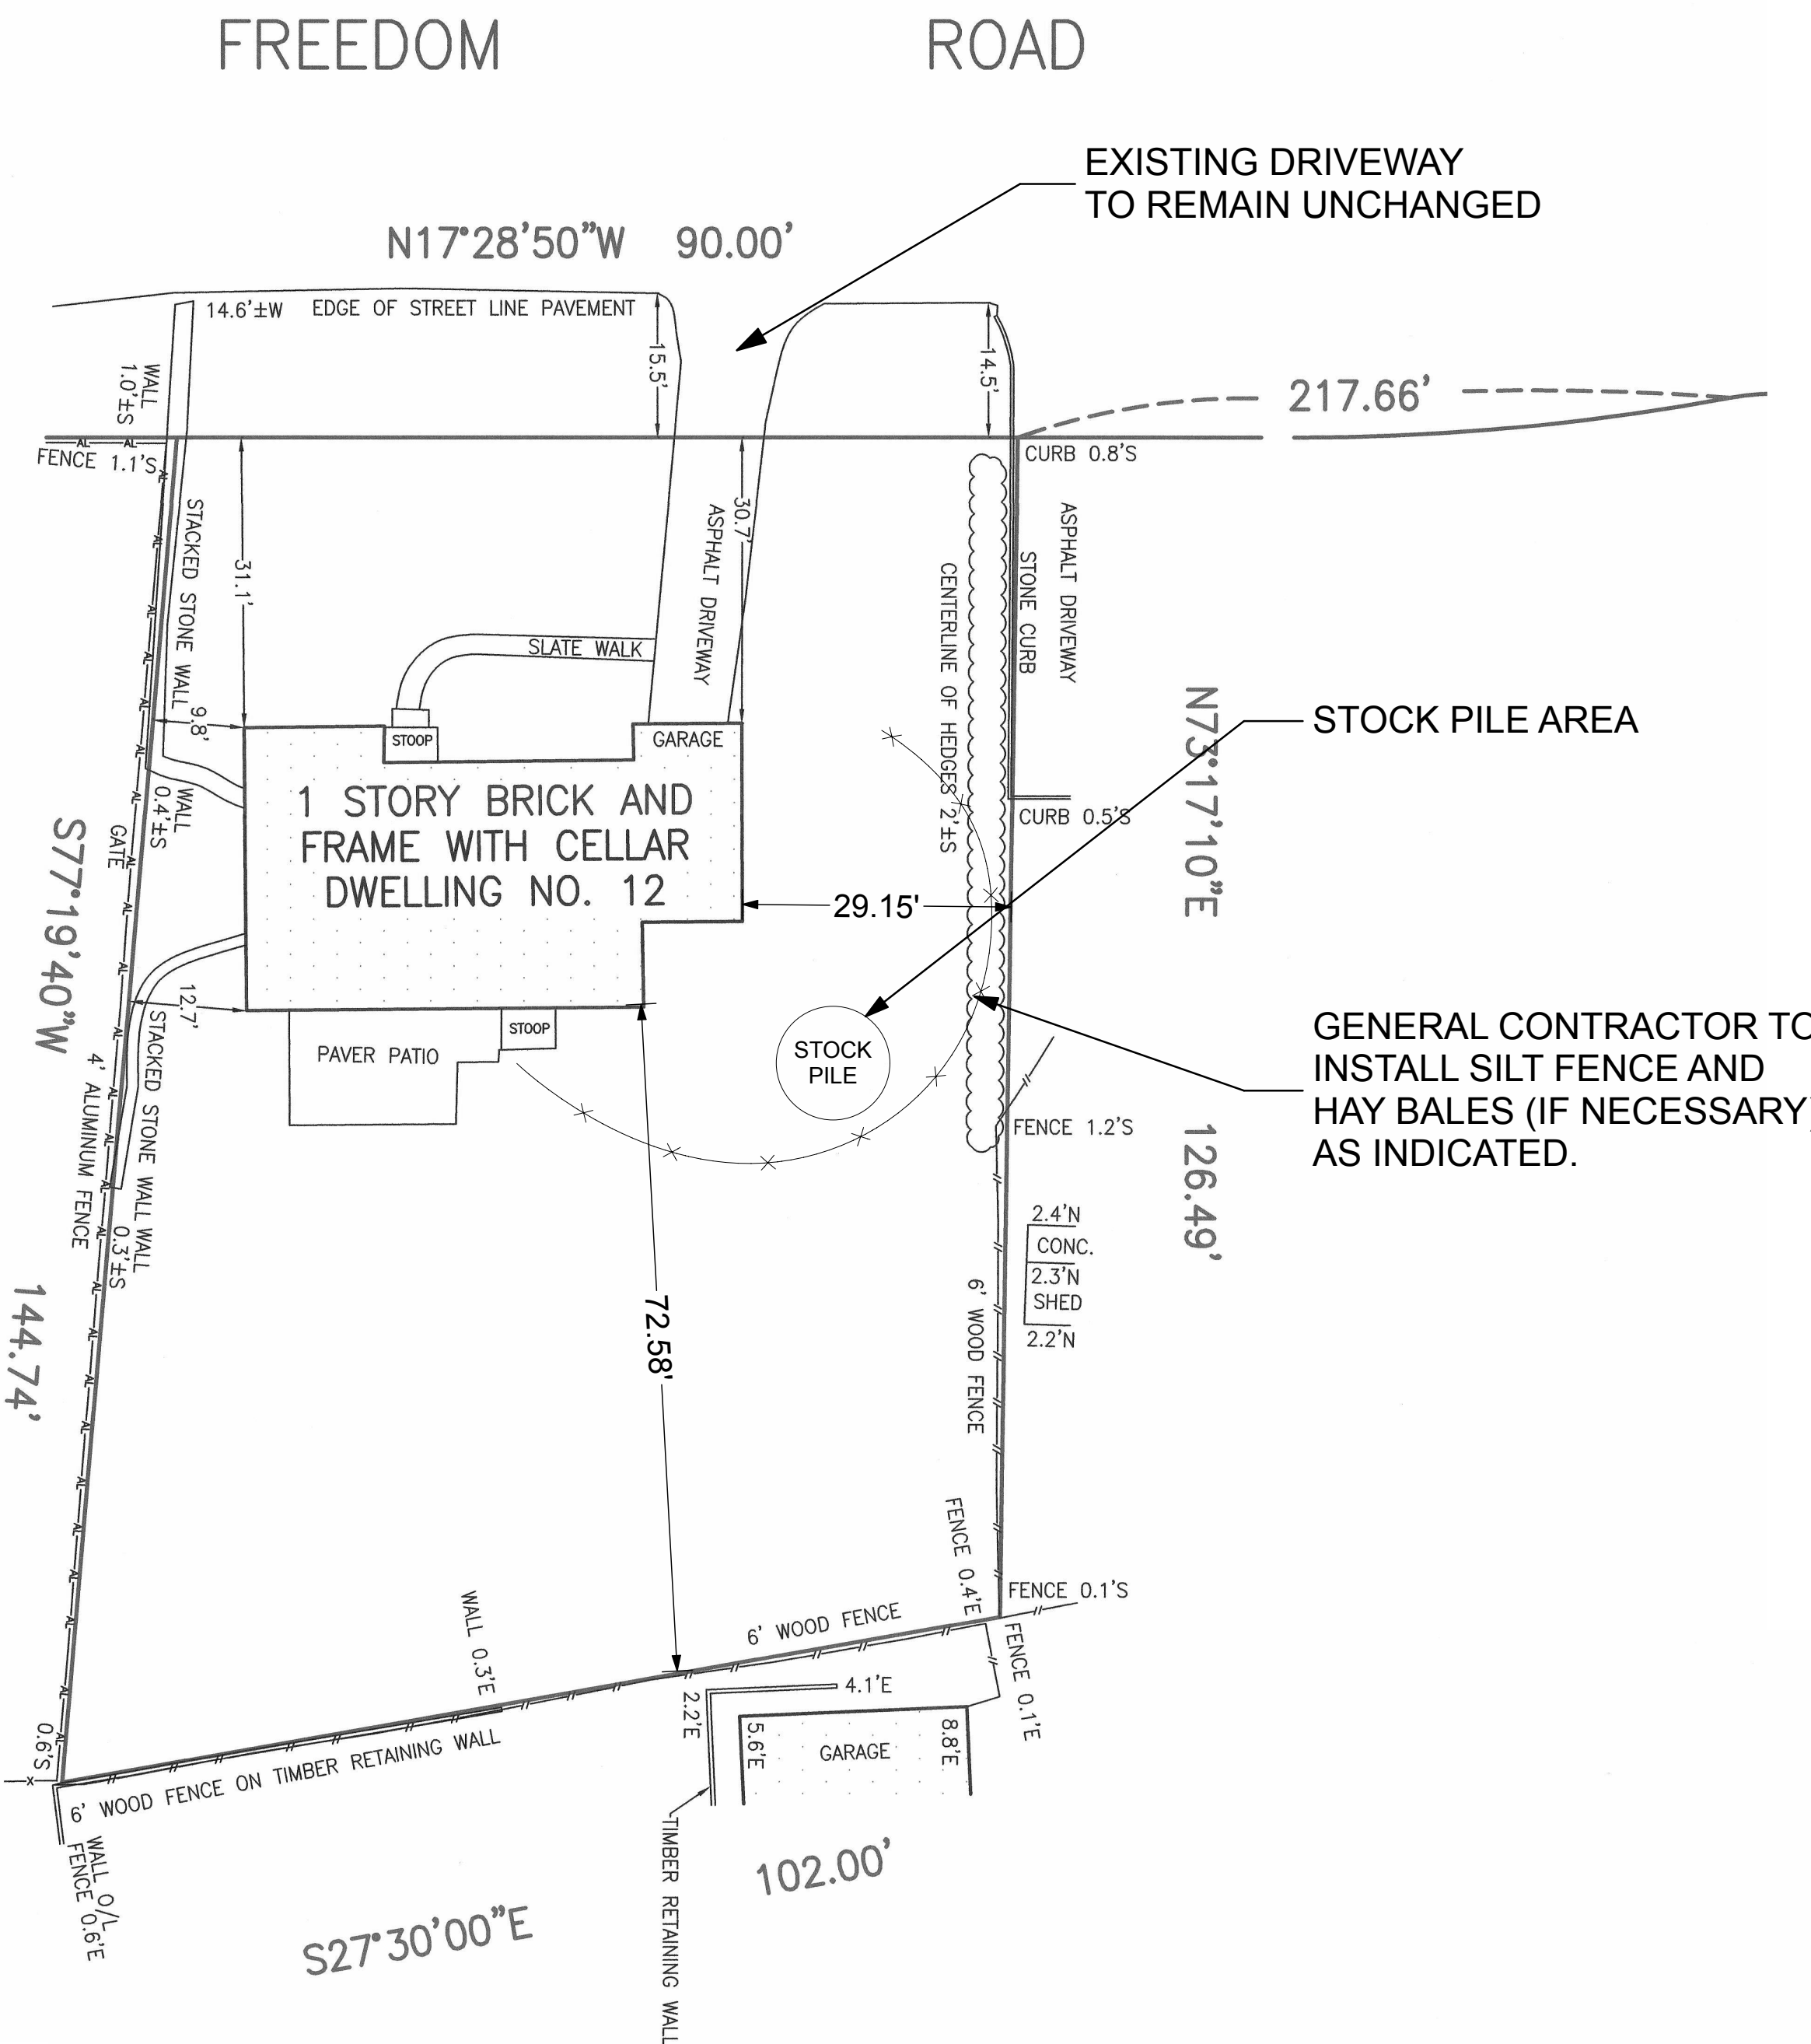 FREEDOM ROAD
EXISTING DRIVEWAY
TO REMAIN UNCHANGED
N17°28'50"W 90.00'
14.6'±W EDGE OF STREET LINE PAVEMENT
15.5'
14.5'
217.66'
WALL
1.0'±S
AL AL
FENCE 1.1'S
CURB 0.8'S
STACKED STONE WALL
31.1'
30.7'
ASPHALT DRIVEWAY
CENTERLINE OF HEDGES 2'±S
STONE CURB
ASPHALT DRIVEWAY
SLATE WALK
9.8'
STOOP
GARAGE
N73°17'10"E
STOCK PILE AREA
WALL
0.4'±S
GATE
1 STORY BRICK AND
FRAME WITH CELLAR
DWELLING NO. 12
CURB 0.5'S
29.15'
S77°19'40"W
12.7'
STACKED STONE WALL
WALL
0.3'±S
4' ALUMINUM FENCE
PAVER PATIO
STOOP
STOCK
PILE
GENERAL CONTRACTOR TO
INSTALL SILT FENCE AND
HAY BALES (IF NECESSARY)
AS INDICATED.
FENCE 1.2'S
126.49'
2.4'N
CONC.
2.3'N
SHED
2.2'N
144.74'
72.58'
6' WOOD FENCE
FENCE 0.4'E
FENCE 0.1'S
WALL 0.3'E
6' WOOD FENCE
FENCE 0.1'E
4.1'E
2.2'E
5.6'E
GARAGE
8.8'E
0.6'S
6' WOOD FENCE ON TIMBER RETAINING WALL
WALL O/L
FENCE 0.6'E
TIMBER RETAINING WALL
102.00'
S27°30'00"E